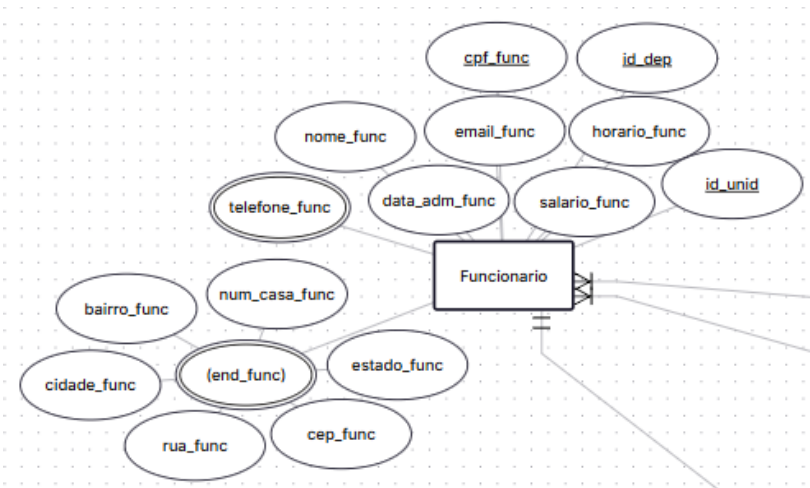 cpf_func
id_dep
nome_func
email_func
horario_func
id_unid
telefone_func
data_adm_func
salario_func
Funcionario
bairro_func
num_casa_func
cidade_func
(end_func)
estado_func
rua_func
cep_func